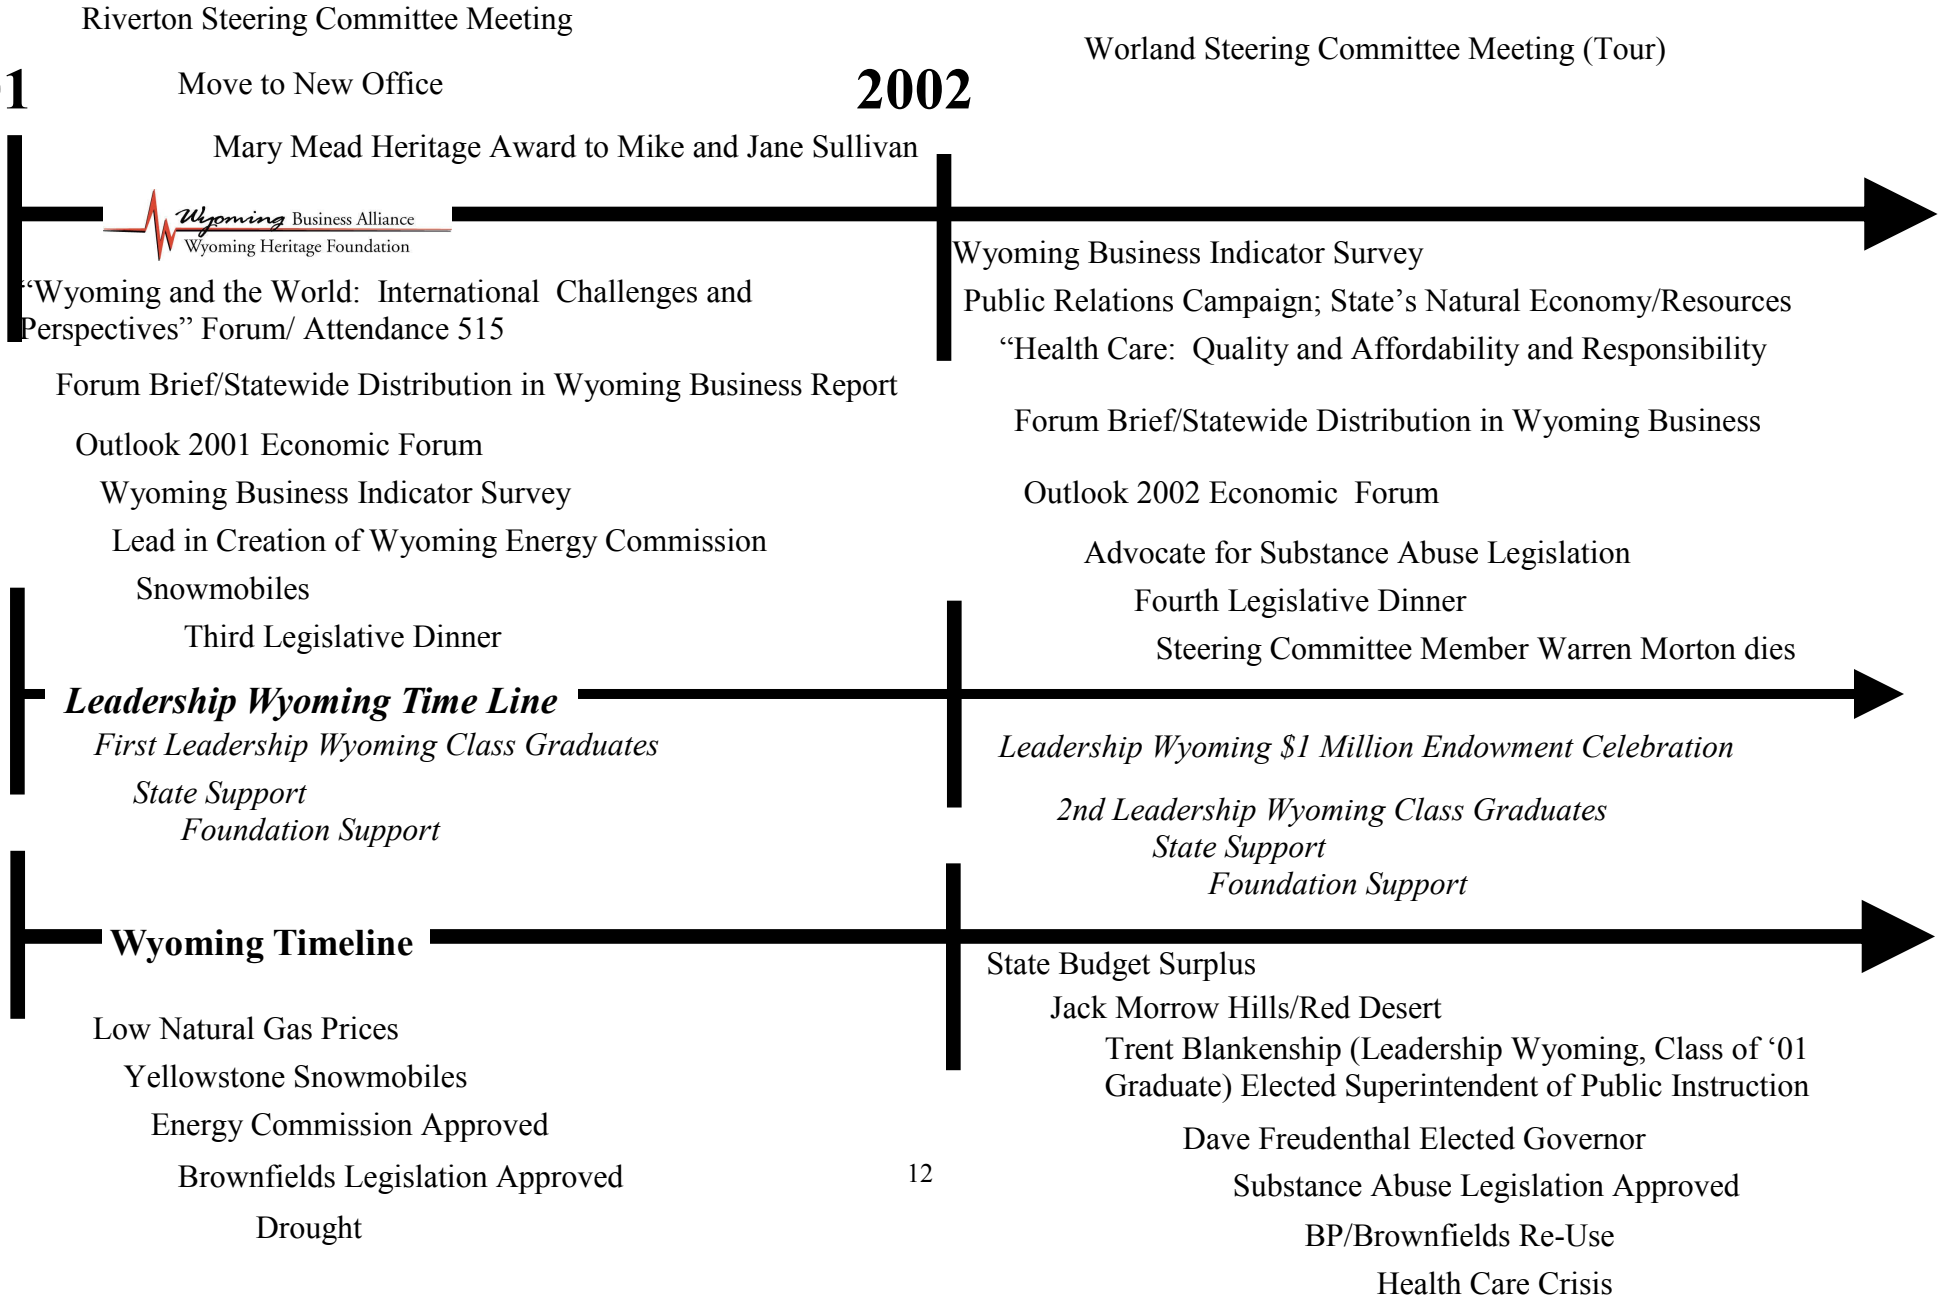 Riverton Steering Committee Meeting
Worland Steering Committee Meeting (Tour)
1
Move to New Office
2002
Mary Mead Heritage Award to Mike and Jane Sullivan
Wyoming Business Alliance
Wyoming Heritage Foundation
“Wyoming and the World:  International  Challenges and
Perspectives” Forum/ Attendance 515
Forum Brief/Statewide Distribution in Wyoming Business Report
Outlook 2001 Economic Forum
Wyoming Business Indicator Survey
Lead in Creation of Wyoming Energy Commission
Snowmobiles
Third Legislative Dinner
Wyoming Business Indicator Survey
Public Relations Campaign; State’s Natural Economy/Resources
“Health Care:  Quality and Affordability and Responsibility
Forum Brief/Statewide Distribution in Wyoming Business
Outlook 2002 Economic  Forum
Advocate for Substance Abuse Legislation
Fourth Legislative Dinner
Steering Committee Member Warren Morton dies
Leadership Wyoming Time Line
First Leadership Wyoming Class Graduates
State Support
Foundation Support
Leadership Wyoming $1 Million Endowment Celebration
2nd Leadership Wyoming Class Graduates
State Support
Foundation Support
Wyoming Timeline
Low Natural Gas Prices
Yellowstone Snowmobiles
Energy Commission Approved
Brownfields Legislation Approved
Drought
State Budget Surplus
Jack Morrow Hills/Red Desert
Trent Blankenship (Leadership Wyoming, Class of ‘01
Graduate) Elected Superintendent of Public Instruction
Dave Freudenthal Elected Governor
Substance Abuse Legislation Approved
BP/Brownfields Re-Use
Health Care Crisis
12